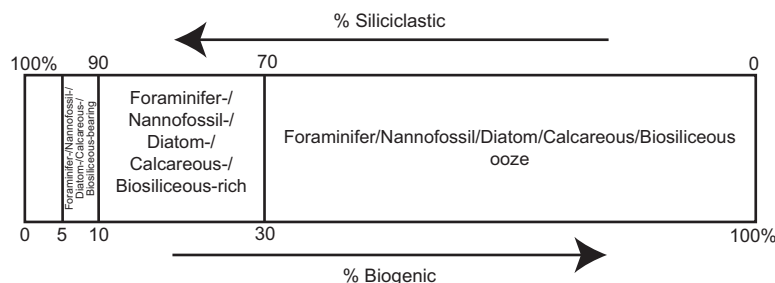 % Siliciclastic
100% 90 70 0
Foraminifer-/Nannofossil-/
Diatom-/Calcareous-/
Biosiliceous-bearing
Foraminifer-/
Nannofossil-/
Diatom-/
Calcareous-/
Biosiliceous-rich
Foraminifer/Nannofossil/Diatom/Calcareous/Biosiliceous
ooze
0 5 10 30 100%
% Biogenic